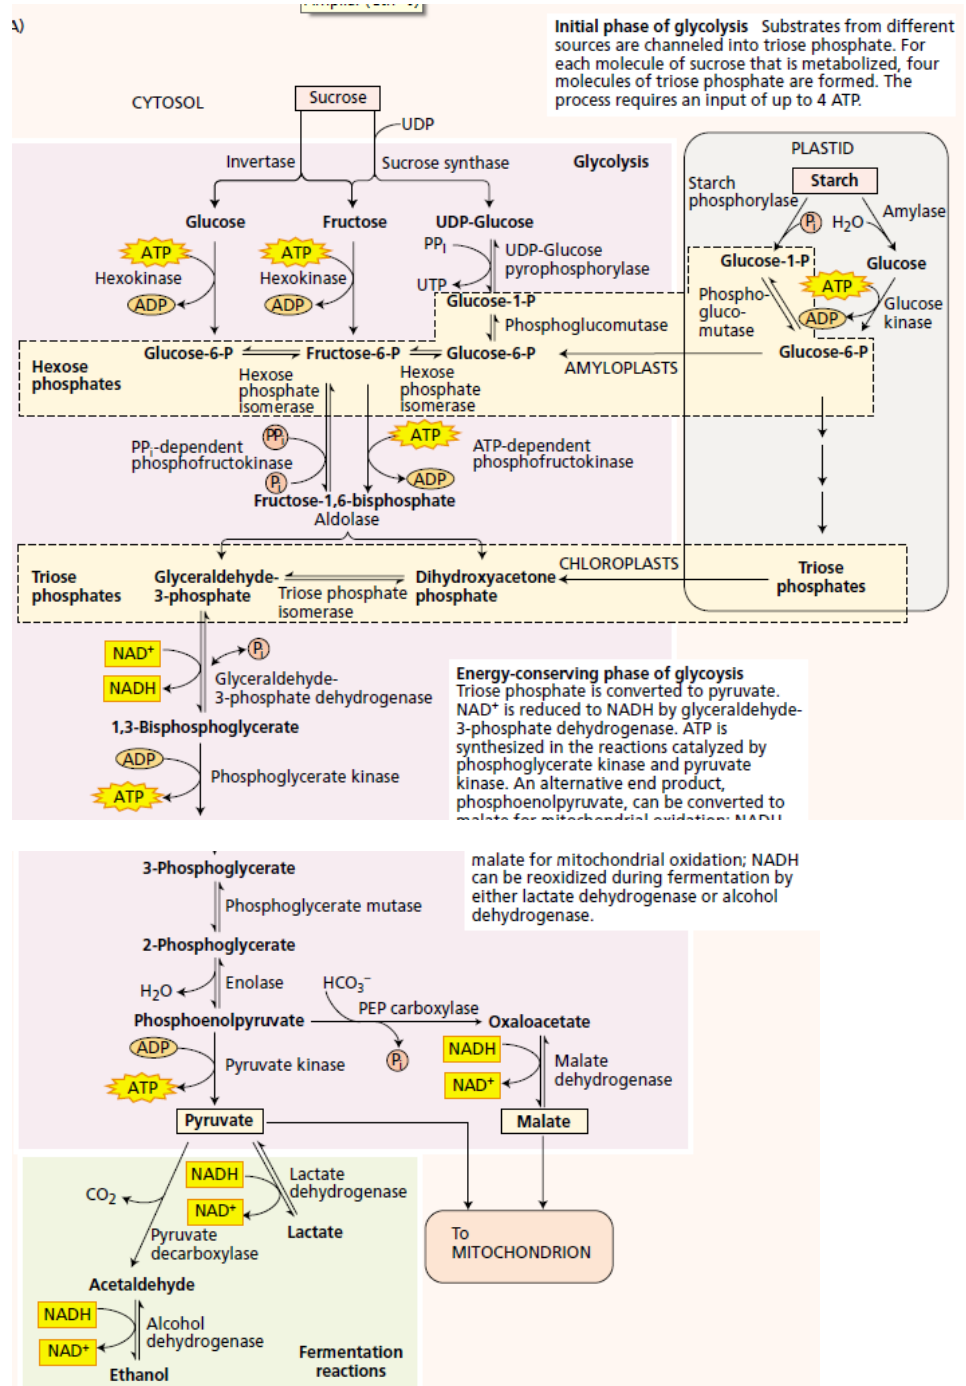 A)
Initial phase of glycolysis Substrates from different
sources are channeled into triose phosphate. For
each molecule of sucrose that is metabolized, four
molecules of triose phosphate are formed. The
process requires an input of up to 4 ATP.
CYTOSOL
Sucrose
UDP
Invertase
Sucrose synthase
Glycolysis
PLASTID
Starch
Starch
phosphorylase
Pi
H2O
Amylase
Glucose
Fructose
UDP-Glucose
ATP
Hexokinase
ADP
ATP
Hexokinase
ADP
PPI
UTP
UDP-Glucose
pyrophosphorylase
Glucose-1-P
Glucose
ATP
ADP
Glucose
kinase
Phospho-
gluco-
mutase
Glucose-1-P
Phosphoglucomutase
Hexose
phosphates
Glucose-6-P
Fructose-6-P
Glucose-6-P
AMYLOPLASTS
Glucose-6-P
Hexose
phosphate
isomerase
Hexose
phosphate
isomerase
PPi-dependent
phosphofructokinase
PPi
Pi
ATP
ADP
ATP-dependent
phosphofructokinase
Fructose-1,6-bisphosphate
Aldolase
Triose
phosphates
Glyceraldehyde-
3-phosphate
Triose phosphate
isomerase
Dihydroxyacetone
phosphate
CHLOROPLASTS
Triose
phosphates
NAD+
NADH
Pi
Glyceraldehyde-
3-phosphate dehydrogenase
1,3-Bisphosphoglycerate
ADP
ATP
Phosphoglycerate kinase
Energy-conserving phase of glycoysis
Triose phosphate is converted to pyruvate.
NAD+ is reduced to NADH by glyceraldehyde-
3-phosphate dehydrogenase. ATP is
synthesized in the reactions catalyzed by
phosphoglycerate kinase and pyruvate
kinase. An alternative end product,
phosphoenolpyruvate, can be converted to
malate for mitochondrial oxidation; NADH
malate for mitochondrial oxidation; NADH
can be reoxidized during fermentation by
either lactate dehydrogenase or alcohol
dehydrogenase.
3-Phosphoglycerate
Phosphoglycerate mutase
2-Phosphoglycerate
H2O
Enolase
HCO3−
PEP carboxylase
Phosphoenolpyruvate
Oxaloacetate
Pi
ADP
ATP
Pyruvate kinase
NADH
NAD+
Malate
dehydrogenase
Pyruvate
Malate
CO2
NADH
NAD+
Lactate
dehydrogenase
Lactate
Pyruvate
decarboxylase
To
MITOCHONDRION
Acetaldehyde
NADH
NAD+
Alcohol
dehydrogenase
Ethanol
Fermentation
reactions